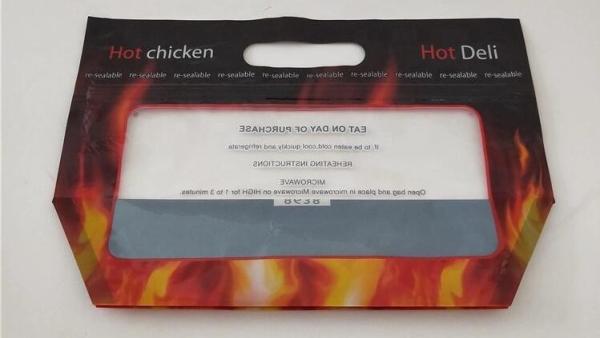 Hot chicken Hot Deli
re-sealable re-sealable re-sealable re-sealable re-sealable re-sealable re-sealable re-sealable re-sealable re-sealable
EAT ON DAY OF PURCHASE
If to be eaten cold cool quickly and refrigerate
REHEATING INSTRUCTIONS
MICROWAVE
Open bag and place in microwave Microwave on HIGH for 1 to 3 minutes.